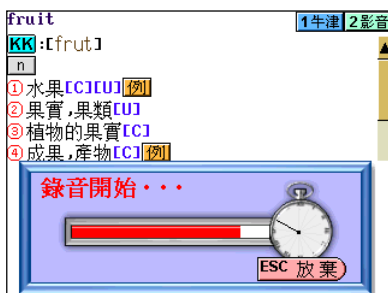 fruit 1牛津 2影音
KK:[frut]
n
①水果[C][U]例
②果實,果類[U]
③植物的果實[C]
④成果,產物[C]例
錄音開始・・・
ESC 放棄)